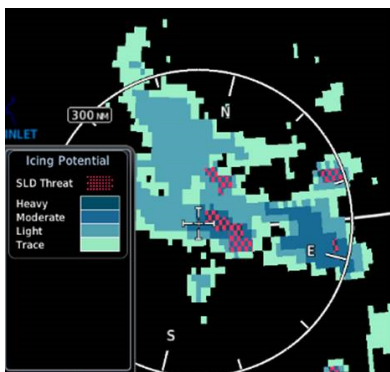 N
300 NM
INLET
Icing Potential
SLD Threat
Heavy
Moderate
Light
Trace
E
S